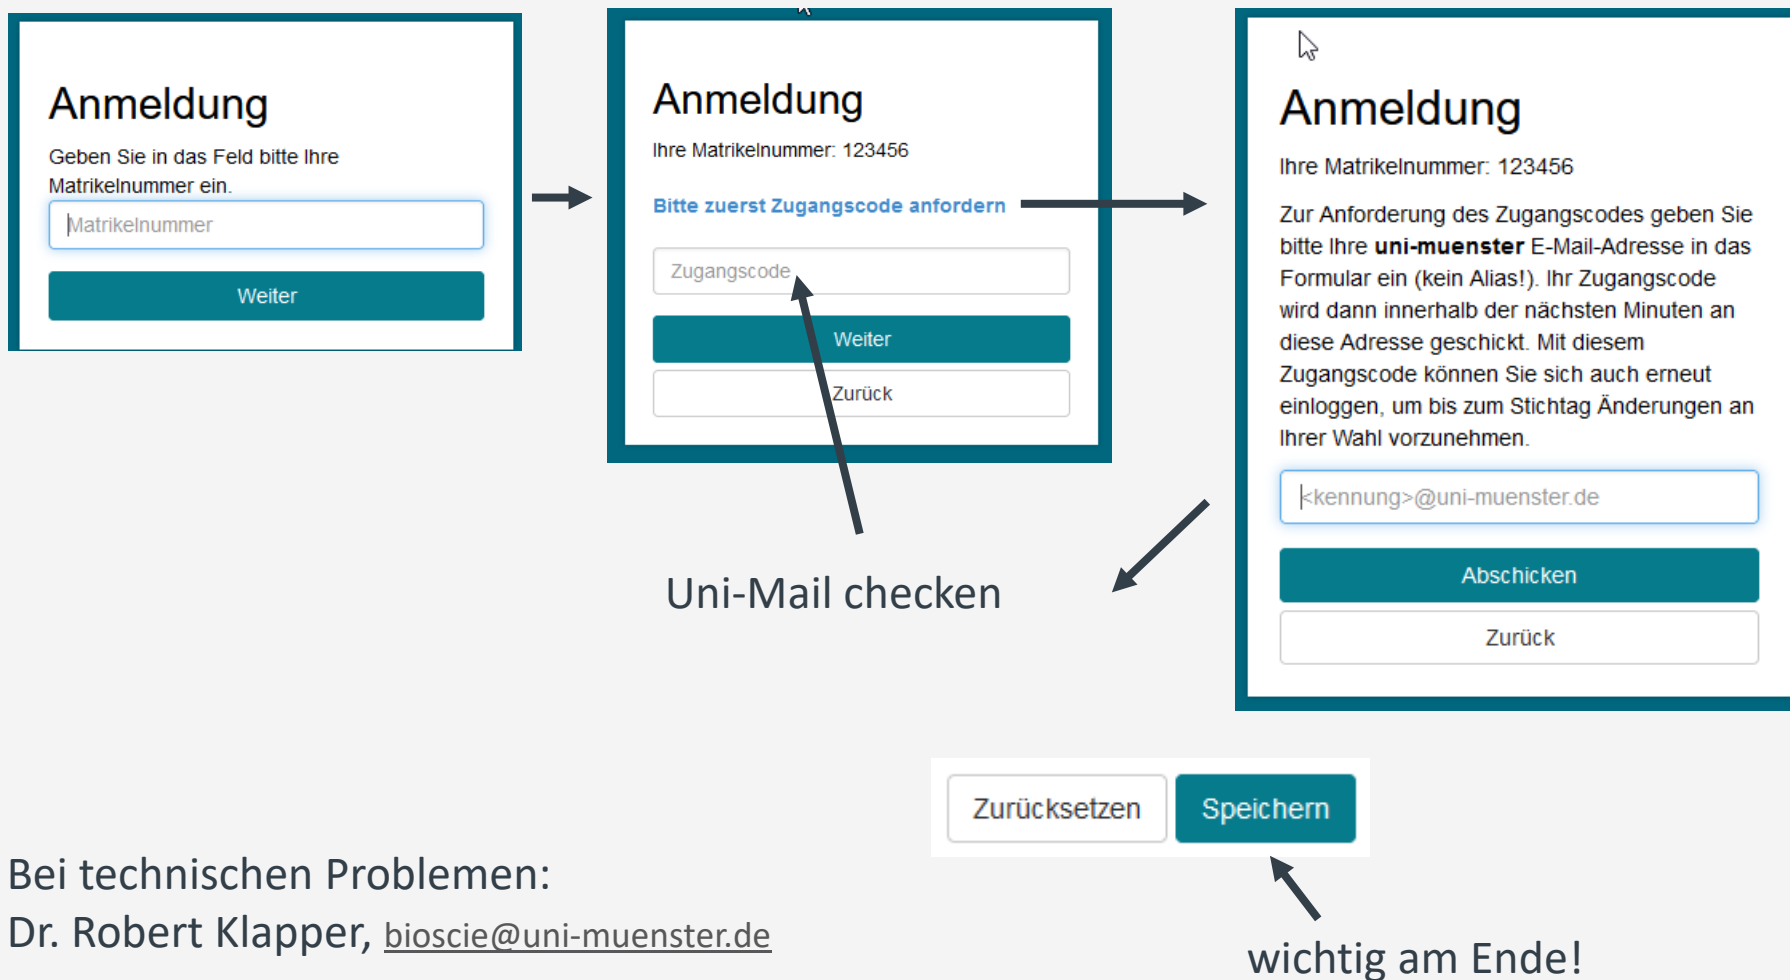 Anmeldung
Geben Sie in das Feld bitte Ihre
Matrikelnummer ein.
Matrikelnummer
Weiter
Anmeldung
Ihre Matrikelnummer: 123456
Bitte zuerst Zugangscode anfordern
Zugangscode
Weiter
Zurück
Anmeldung
Ihre Matrikelnummer: 123456
Zur Anforderung des Zugangscodes geben Sie
bitte Ihre uni-muenster E-Mail-Adresse in das
Formular ein (kein Alias!). Ihr Zugangscode
wird dann innerhalb der nächsten Minuten an
diese Adresse geschickt. Mit diesem
Zugangscode können Sie sich auch erneut
einloggen, um bis zum Stichtag Änderungen an
Ihrer Wahl vorzunehmen.
<kennung>@uni-muenster.de
Abschicken
Zurück
Uni-Mail checken
Zurücksetzen Speichern
wichtig am Ende!
Bei technischen Problemen:
Dr. Robert Klapper, bioscie@uni-muenster.de